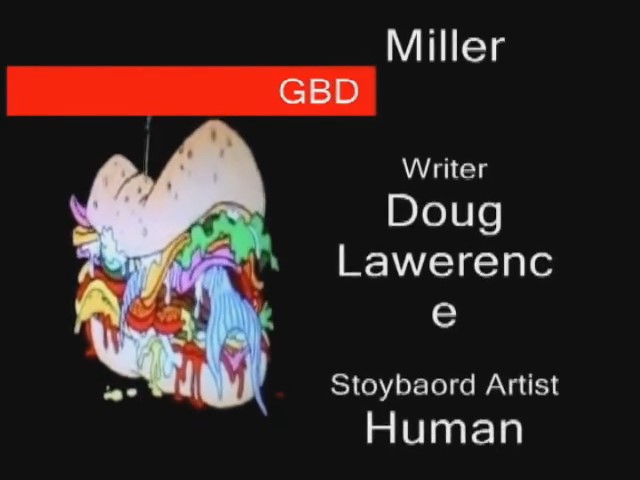 Miller
GBD
Writer
Doug
Lawerenc
e
Stoybaord Artist
Human